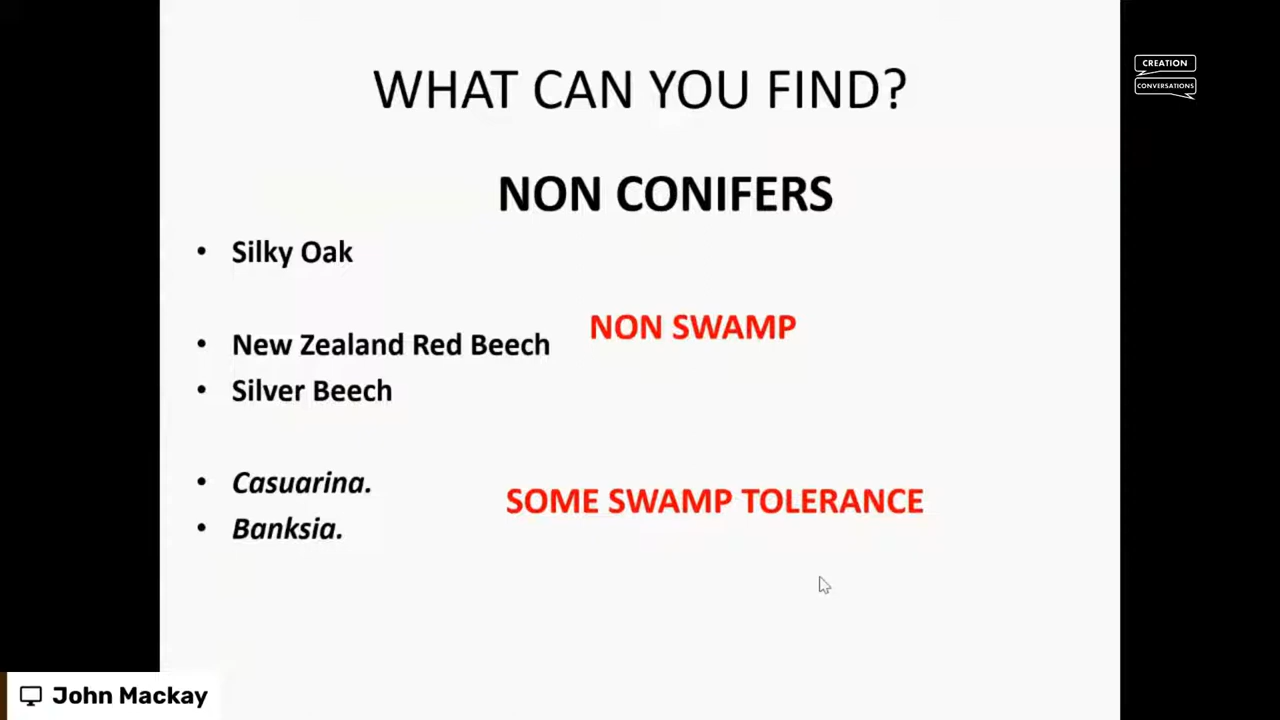 CREATION
CONVERSATIONS
WHAT CAN YOU FIND?
NON CONIFERS
• Silky Oak
NON SWAMP
• New Zealand Red Beech
• Silver Beech
• Casuarina.
SOME SWAMP TOLERANCE
• Banksia.
John Mackay